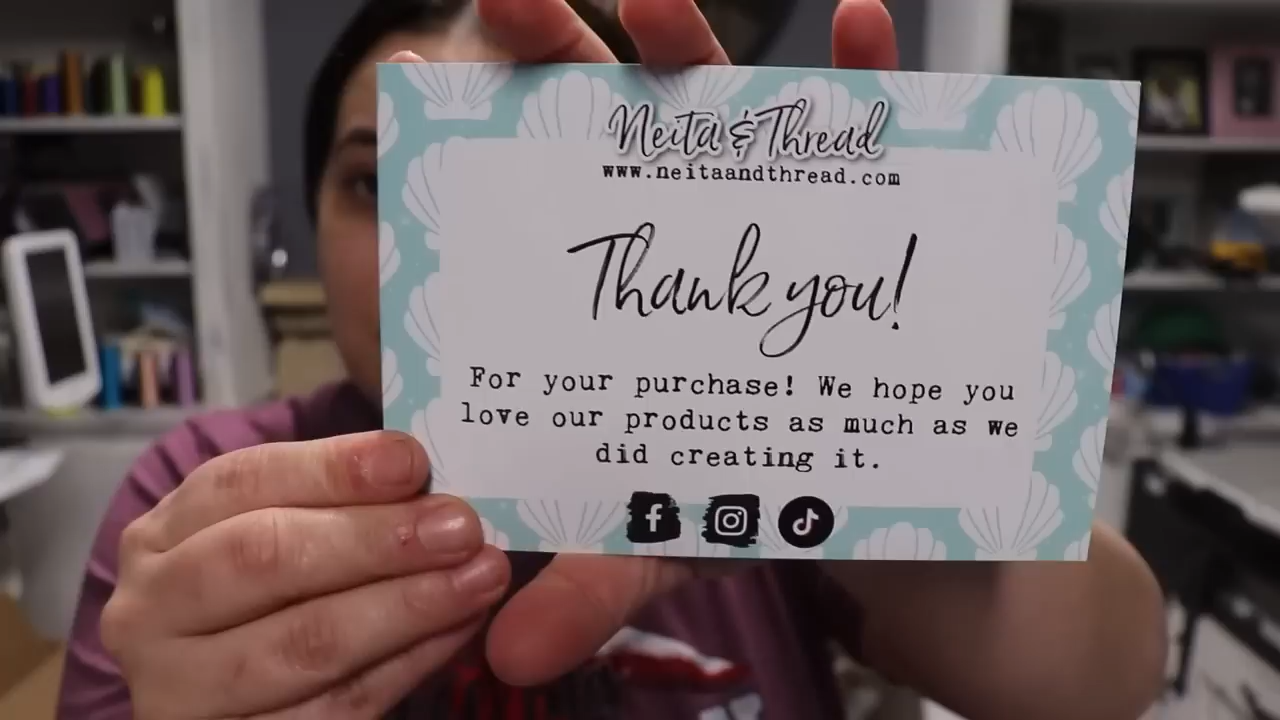 Neita & Thread
www.neitaandthread.com
Thank you!
For your purchase! We hope you
love our products as much as we
did creating it.